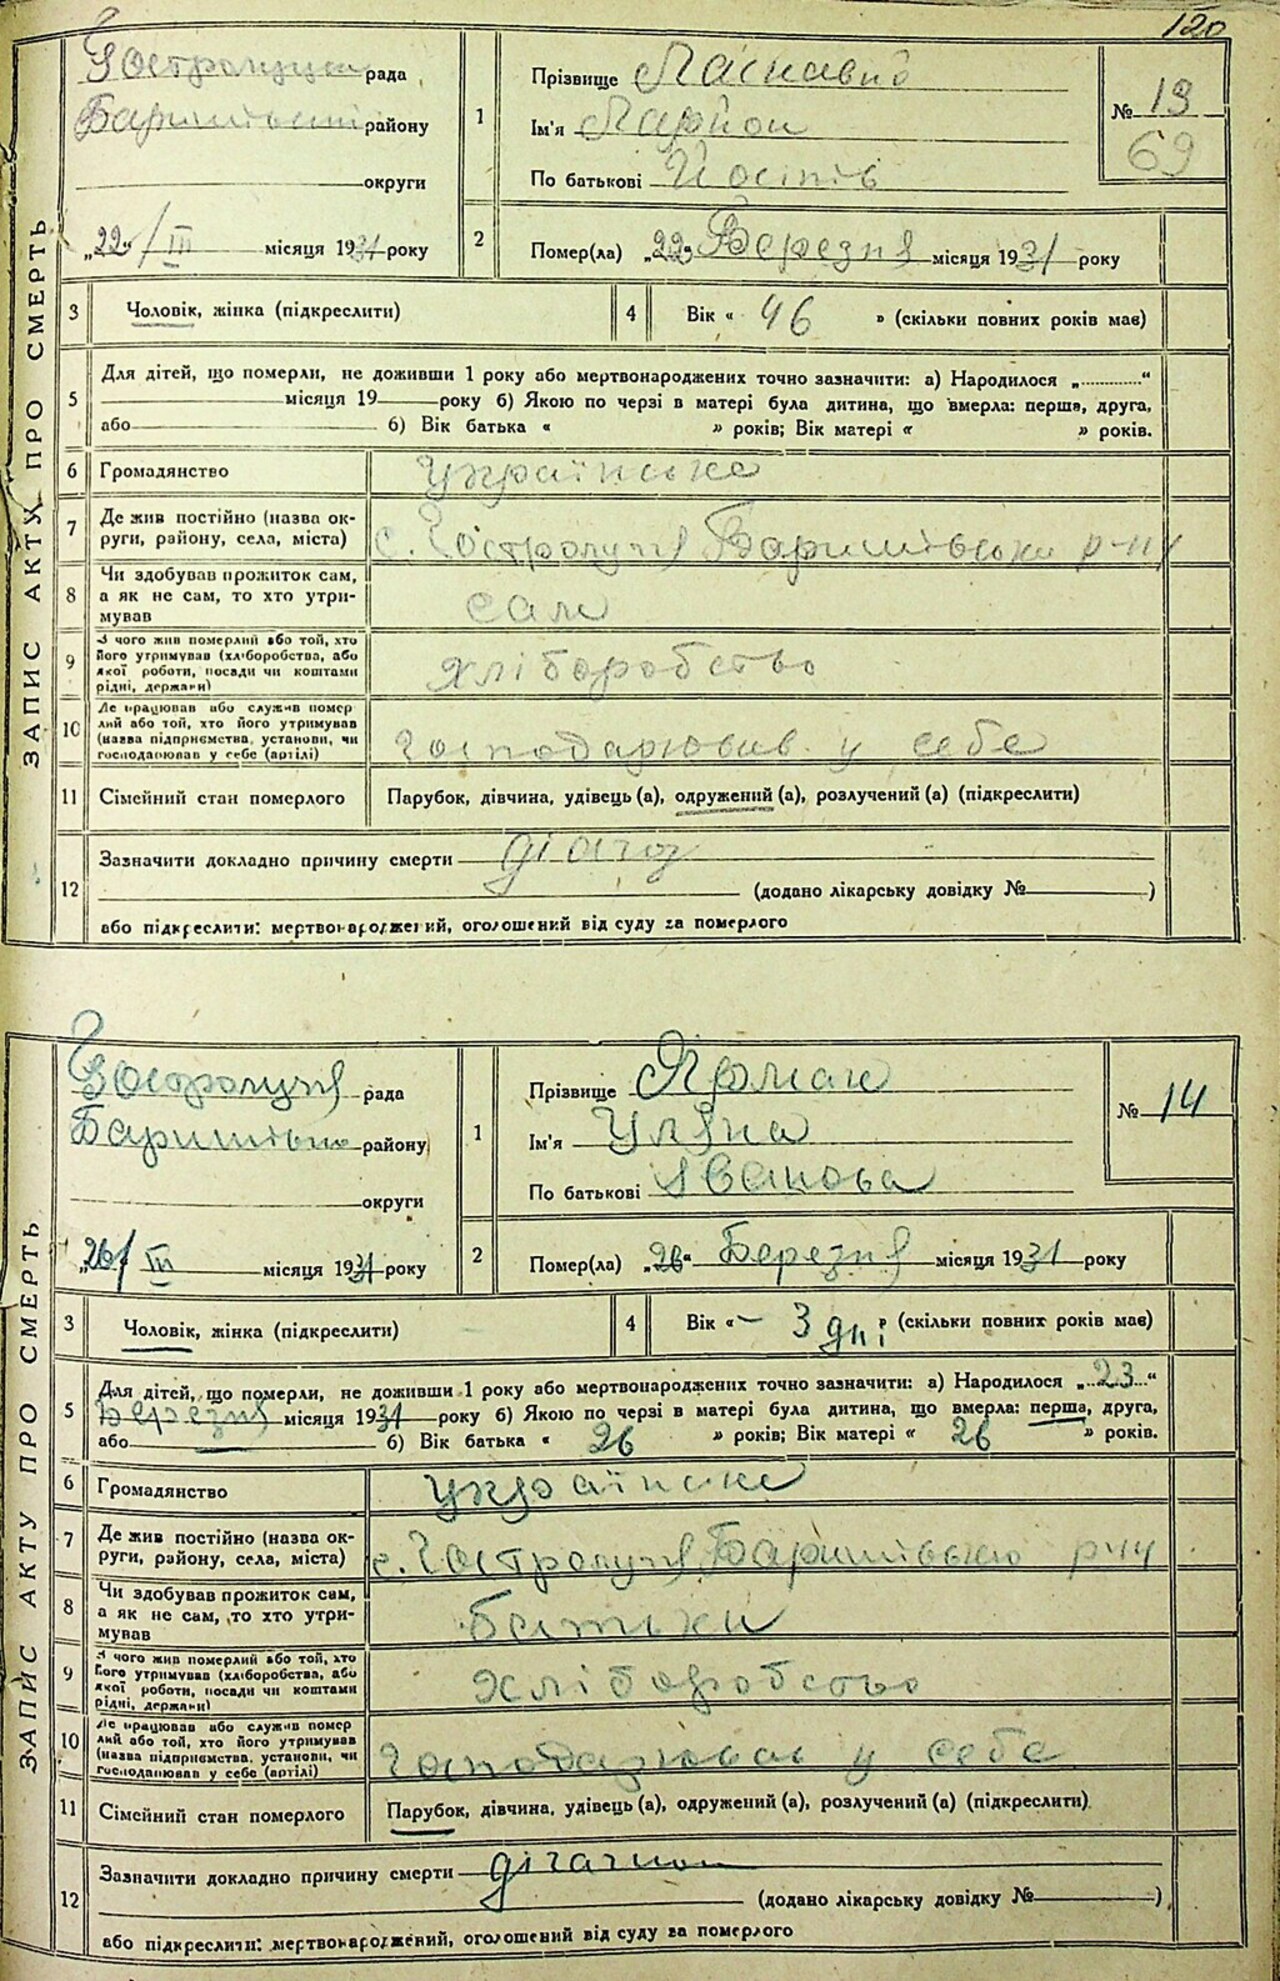 120
ЗАПИС АКТУ ПРО СМЕРТЬ
Гостролуцька рада
Баришівського району
округи
„22“/III місяця 1931 року
1
Прізвище Ласкавий
Ім'я Ларион
По батькові Йосипів
№ 13
69
2
Помер(ла) „22“ Березня місяця 1931 року
3
Чоловік, жінка (підкреслити)
4
Вік « 46 » (скільки повних років має)
5
Для дітей, що померли, не доживши 1 року або мертвонароджених точно зазначити: а) Народилося „ “
місяця 19 року б) Якою по черзі в матері була дитина, що вмерла: перша, друга,
або б) Вік батька « » років; Вік матері « » років.
6
Громадянство українське
7
Де жив постійно (назва ок-
руги, району, села, міста)
с. Гостролуччя Баришівського р-ну
8
Чи здобував прожиток сам,
а як не сам, то хто утри-
мував
сам
9
З чого жив померлий або той, хто
його утримував (хліборобства, або
якої роботи, посади чи коштами
рідні, держави)
хліборобство
10
Де працював або служив помер
лий або той, хто його утримував
(назва підприємства, установи, чи
господарював у себе (артілі)
господарював у себе
11
Сімейний стан померлого
Парубок, дівчина, удівець (а), одружений (а), розлучений (а) (підкреслити)
12
Зазначити докладно причину смерти
(додано лікарську довідку № )
або підкреслити: мертвонароджений, оголошений від суду за померлого
ЗАПИС АКТУ ПРО СМЕРТЬ
Гостролуччя рада
Баришівського району
округи
„26/III місяця 1931 року
1
Прізвище
Ім'я Уляна
По батькові Іванова
№ 14
2
Помер(ла) „26“ Березня місяця 1931 року
3
Чоловік, жінка (підкреслити)
4
Вік « – 3 дні » (скільки повних років має)
5
Для дітей, що померли, не доживши 1 року або мертвонароджених точно зазначити: а) Народилося „23“
Березня місяця 1931 року б) Якою по черзі в матері була дитина, що вмерла: перша, друга,
або б) Вік батька « 26 » років; Вік матері « 26 » років.
6
Громадянство українське
7
Де жив постійно (назва ок-
руги, району, села, міста)
с. Гостролуччя Баришівського р-ну
8
Чи здобував прожиток сам,
а як не сам, то хто утри-
мував
батьки
9
З чого жив померлий або той, хто
його утримував (хліборобства, або
якої роботи, посади чи коштами
рідні, держави)
хліборобство
10
Де працював або служив помер
лий або той, хто його утримував
(назва підприємства, установи, чи
господарював у себе (артілі)
господарював у себе
11
Сімейний стан померлого
Парубок, дівчина, удівець (а), одружений (а), розлучений (а) (підкреслити)
12
Зазначити докладно причину смерти
(додано лікарську довідку № )
або підкреслити: мертвонароджений, оголошений від суду за померлого